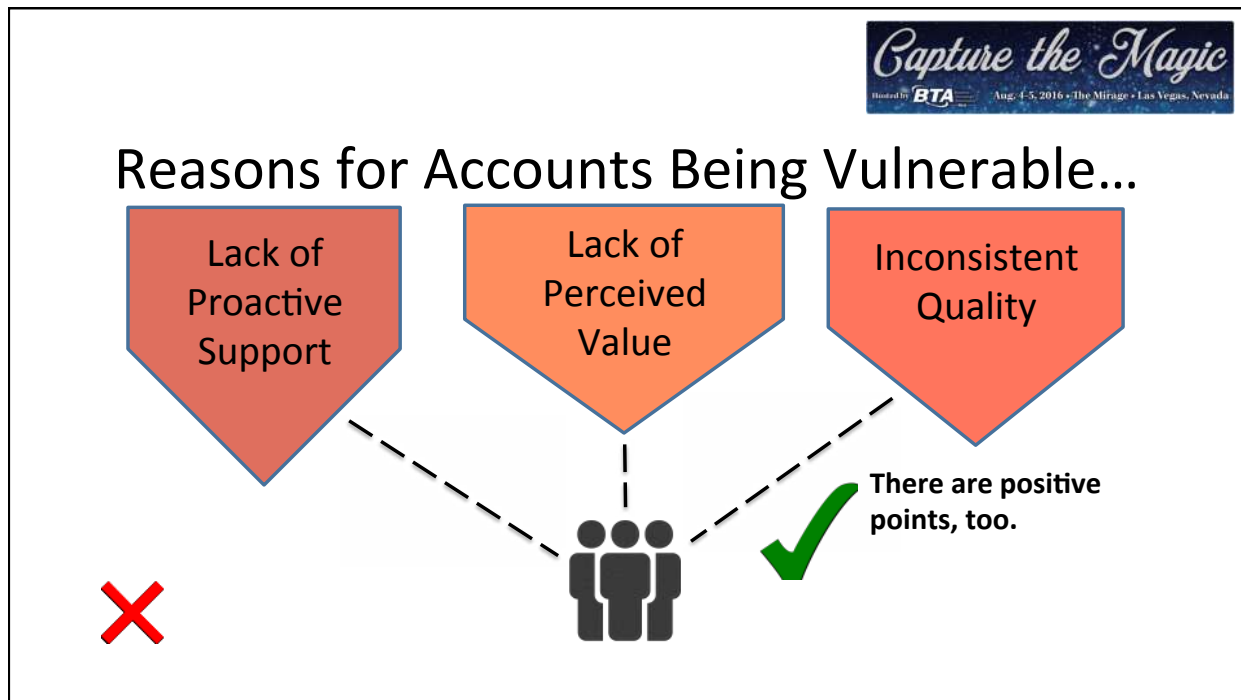 Capture the Magic
Hosted by BTA Aug. 4-5, 2016 • The Mirage • Las Vegas, Nevada
Reasons for Accounts Being Vulnerable…
Lack of
Proactive
Support
Lack of
Perceived
Value
Inconsistent
Quality
There are positive
points, too.